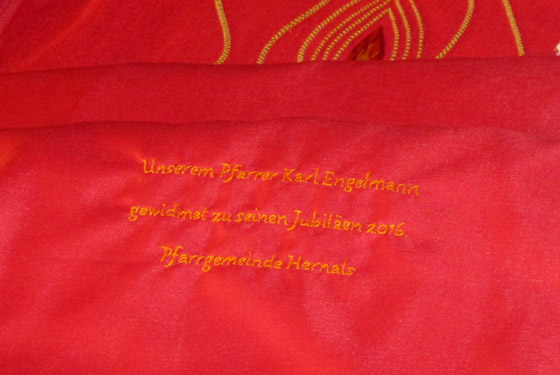 Unserem Pfarrer Karl Engelmann
gewidmet zu seinen Jubiläen 2016.
Pfarrgemeinde Hernals